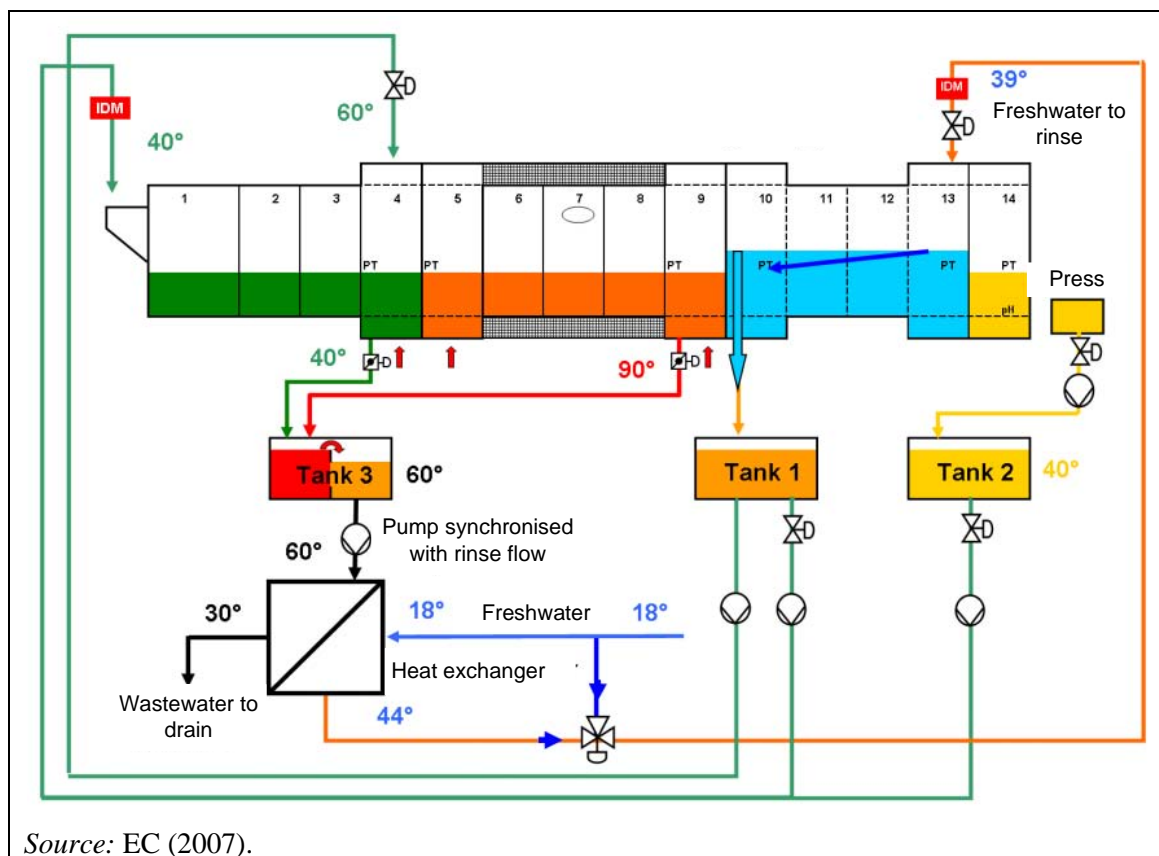 IDM
40°
60°
IDM
39°
Freshwater to
rinse
1 2 3 4 5 6 7 8 9 10 11 12 13 14
PT PT PT PT PT PT
pH
Press
40°
90°
Tank 3
60°
Tank 1
Tank 2
40°
Pump synchronised
with rinse flow
60°
30°
18°
Freshwater
18°
Heat exchanger
Wastewater to
drain
44°
Source: EC (2007).